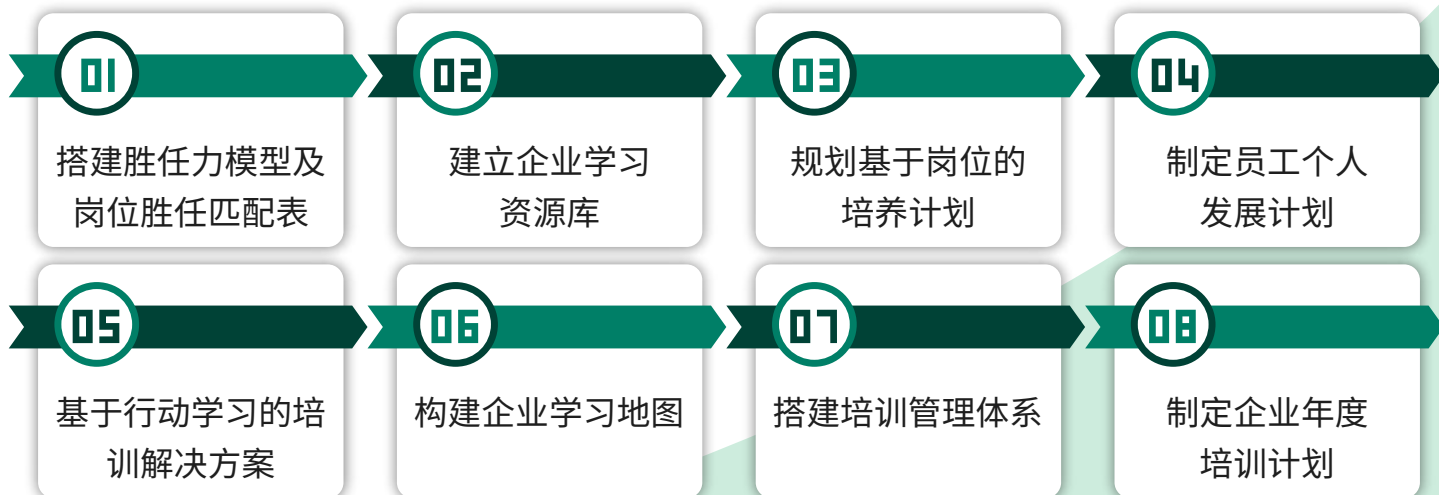 01
搭建胜任力模型及
岗位胜任匹配表
02
建立企业学习
资源库
03
规划基于岗位的
培养计划
04
制定员工个人
发展计划
05
基于行动学习的培
训解决方案
06
构建企业学习地图
07
搭建培训管理体系
08
制定企业年度
培训计划